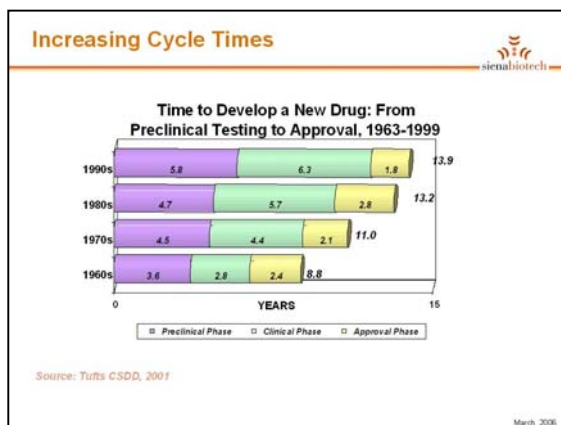 Increasing Cycle Times
sienabiotech
Time to Develop a New Drug: From
Preclinical Testing to Approval, 1963-1999
1990s 5.8 6.3 1.8 13.9
1980s 4.7 5.7 2.8 13.2
1970s 4.5 4.4 2.1 11.0
1960s 3.6 2.8 2.4 8.8
0 YEARS 15
Preclinical Phase Clinical Phase Approval Phase
Source: Tufts CSDD, 2001
March, 2006